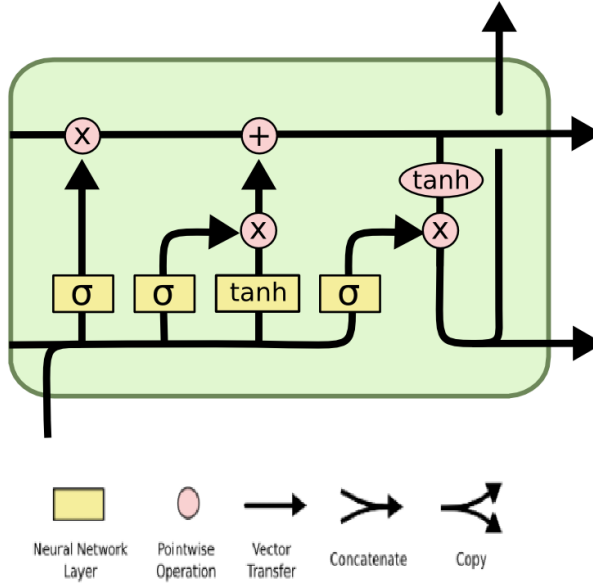 x
+
tanh
x
x
σ
σ
tanh
σ
Neural Network
Layer
Pointwise
Operation
Vector
Transfer
Concatenate
Copy